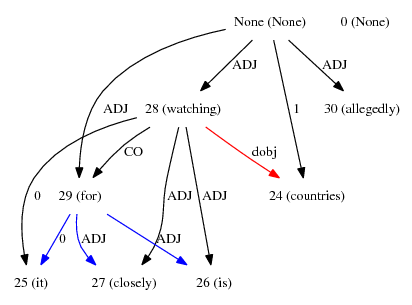 None (None) 0 (None)
ADJ ADJ
28 (watching) 30 (allegedly)
ADJ 1
CO dobj
0 29 (for) ADJ ADJ 24 (countries)
0 ADJ ADJ
25 (it) 27 (closely) 26 (is)